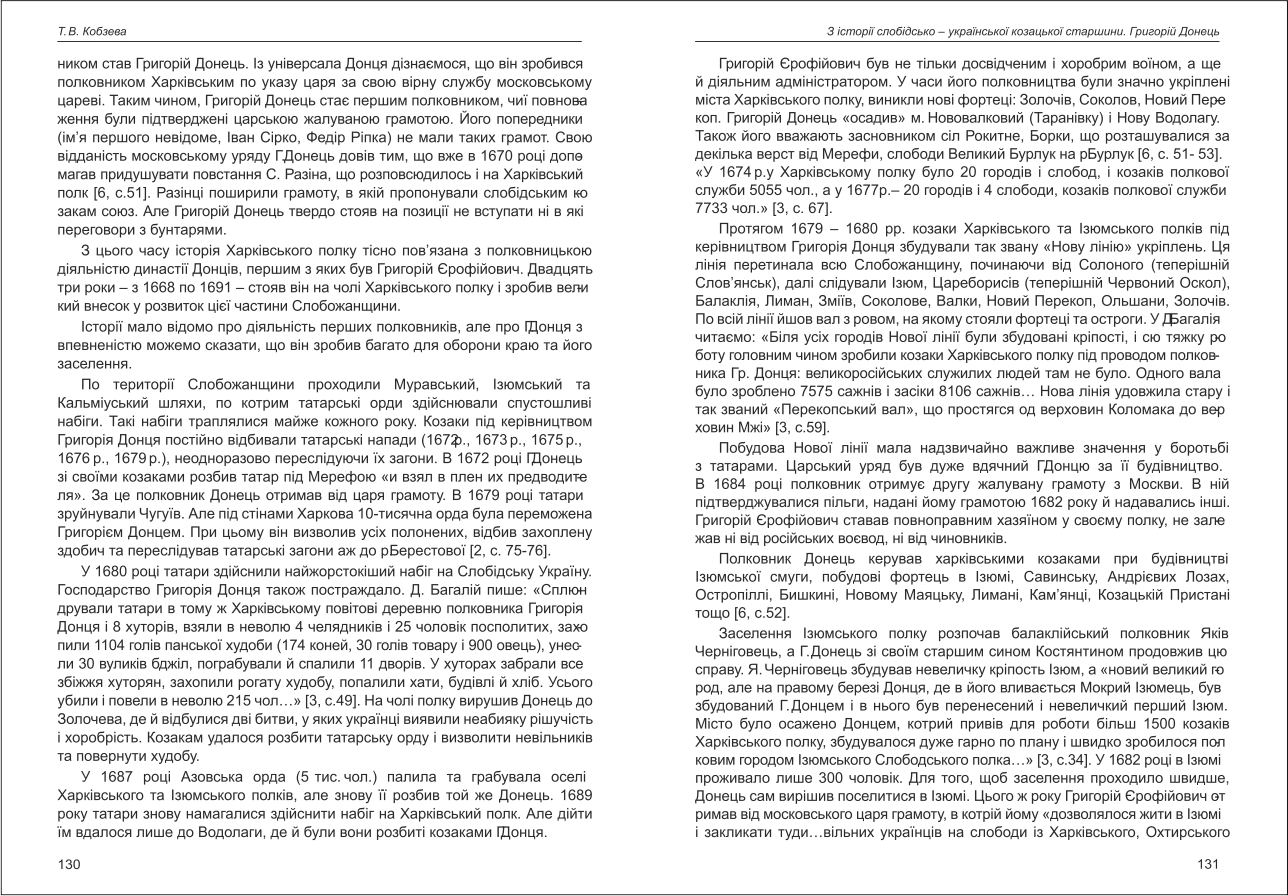 Т. В. Кобзева
ником став Григорій Донець. Із універсала Донця дізнаємося, що він зробився
полковником Харківським по указу царя за свою вірну службу московському
цареві. Таким чином, Григорій Донець стає першим полковником, чиї повнова-
ження були підтверджені царською жалуваною грамотою. Його попередники
(ім’я першого невідоме, Іван Сірко, Федір Ріпка) не мали таких грамот. Свою
відданість московському уряду Г.Донець довів тим, що вже в 1670 році допо-
магав придушувати повстання С. Разіна, що розповсюдилось і на Харківський
полк [6, с.51]. Разінці поширили грамоту, в якій пропонували слобідським ко-
закам союз. Але Григорій Донець твердо стояв на позиції не вступати ні в які
переговори з бунтарями.
З цього часу історія Харківського полку тісно пов’язана з полковницькою
діяльністю династії Донців, першим з яких був Григорій Єрофійович. Двадцять
три роки – з 1668 по 1691 – стояв він на чолі Харківського полку і зробив вели-
кий внесок у розвиток цієї частини Слобожанщини.
Історії мало відомо про діяльність перших полковників, але про Г.Донця з
впевненістю можемо сказати, що він зробив багато для оборони краю та його
заселення.
По території Слобожанщини проходили Муравський, Ізюмський та
Кальміуський шляхи, по котрим татарські орди здійснювали спустошливі
набіги. Такі набіги траплялися майже кожного року. Козаки під керівництвом
Григорія Донця постійно відбивали татарські напади (1672р., 1673 р., 1675 р.,
1676 р., 1679 р.), неодноразово переслідуючи їх загони. В 1672 році Г.Донець
зі своїми козаками розбив татар під Мерефою «и взял в плен их предводите-
ля». За це полковник Донець отримав від царя грамоту. В 1679 році татари
зруйнували Чугуїв. Але під стінами Харкова 10-тисячна орда була переможена
Григорієм Донцем. При цьому він визволив усіх полонених, відбив захоплену
здобич та переслідував татарські загони аж до р.Берестової [2, с. 75-76].
У 1680 році татари здійснили найжорстокіший набіг на Слобідську Україну.
Господарство Григорія Донця також постраждало. Д. Багалій пише: «Сплюн-
дрували татари в тому ж Харківському повітові деревню полковника Григорія
Донця і 8 хуторів, взяли в неволю 4 челядників і 25 чоловік посполитих, захо-
пили 1104 голів панської худоби (174 коней, 30 голів товару і 900 овець), унес-
ли 30 вуликів бджіл, пограбували й спалили 11 дворів. У хуторах забрали все
збіжжя хуторян, захопили рогату худобу, попалили хати, будівлі й хліб. Усього
убили і повели в неволю 215 чол…» [3, с.49]. На чолі полку вирушив Донець до
Золочева, де й відбулися дві битви, у яких українці виявили неабияку рішучість
і хоробрість. Козакам удалося розбити татарську орду і визволити невільників
та повернути худобу.
У 1687 році Азовська орда (5 тис. чол.) палила та грабувала оселі
Харківського та Ізюмського полків, але знову її розбив той же Донець. 1689
року татари знову намагалися здійснити набіг на Харківський полк. Але дійти
їм вдалося лише до Водолаги, де й були вони розбиті козаками Г.Донця.
130
З історії слобідсько – української козацької старшини. Григорій Донець
Григорій Єрофійович був не тільки досвідченим і хоробрим воїном, а ще
й діяльним адміністратором. У часи його полковництва були значно укріплені
міста Харківського полку, виникли нові фортеці: Золочів, Соколов, Новий Пере-
коп. Григорій Донець «осадив» м. Нововалковий (Таранівку) і Нову Водолагу.
Також його вважають засновником сіл Рокитне, Борки, що розташувалися за
декілька верст від Мерефи, слободи Великий Бурлук на р.Бурлук [6, с. 51- 53].
«У 1674 р.у Харківському полку було 20 городів і слобод, і козаків полкової
служби 5055 чол., а у 1677р.– 20 городів і 4 слободи, козаків полкової служби
7733 чол.» [3, с. 67].
Протягом 1679 – 1680 рр. козаки Харківського та Ізюмського полків під
керівництвом Григорія Донця збудували так звану «Нову лінію» укріплень. Ця
лінія перетинала всю Слобожанщину, починаючи від Солоного (теперішній
Слов’янськ), далі слідували Ізюм, Цареборисів (теперішній Червоний Оскол),
Балаклія, Лиман, Зміїв, Соколове, Валки, Новий Перекоп, Ольшани, Золочів.
По всій лінії йшов вал з ровом, на якому стояли фортеці та остроги. У Д.Багалія
читаємо: «Біля усіх городів Нової лінії були збудовані кріпості, і сю тяжку ро-
боту головним чином зробили козаки Харківського полку під проводом полков-
ника Гр. Донця: великоросійських служилих людей там не було. Одного вала
було зроблено 7575 сажнів і засіки 8106 сажнів… Нова лінія удовжила стару і
так званий «Перекопський вал», що простягся од верховин Коломака до вер-
ховин Мжі» [3, с.59].
Побудова Нової лінії мала надзвичайно важливе значення у боротьбі
з татарами. Царський уряд був дуже вдячний Г.Донцю за її будівництво.
В 1684 році полковник отримує другу жалувану грамоту з Москви. В ній
підтверджувалися пільги, надані йому грамотою 1682 року й надавались інші.
Григорій Єрофійович ставав повноправним хазяїном у своєму полку, не зале-
жав ні від російських воєвод, ні від чиновників.
Полковник Донець керував харківськими козаками при будівництві
Ізюмської смуги, побудові фортець в Ізюмі, Савинську, Андрієвих Лозах,
Острополлі, Бишкині, Новому Маяцьку, Лимані, Кам’янці, Козацькій Пристані
тощо [6, с.52].
Заселення Ізюмського полку розпочав балаклійський полковник Яків
Черніговець, а Г.Донець зі своїм старшим сином Костянтином продовжив цю
справу. Я. Черніговець збудував невеличку кріпость Ізюм, а «новий великий го-
род, але на правому березі Донця, де в його вливається Мокрий Ізюмець, був
збудований Г.Донцем і в нього був перенесений і невеличкий перший Ізюм.
Місто було осажено Донцем, котрий привів для роботи більш 1500 козаків
Харківського полку, збудувалося дуже гарно по плану і швидко зробилося пол-
ковим городом Ізюмського Слободського полка…» [3, с.34]. У 1682 році в Ізюмі
проживало лише 300 чоловік. Для того, щоб заселення проходило швидше,
Донець сам вирішив поселитися в Ізюмі. Цього ж року Григорій Єрофійович от-
римав від московського царя грамоту, в котрій йому «дозволялося жити в Ізюмі
і закликати туди…вільних українців на слободи із Харківського, Охтирського
131